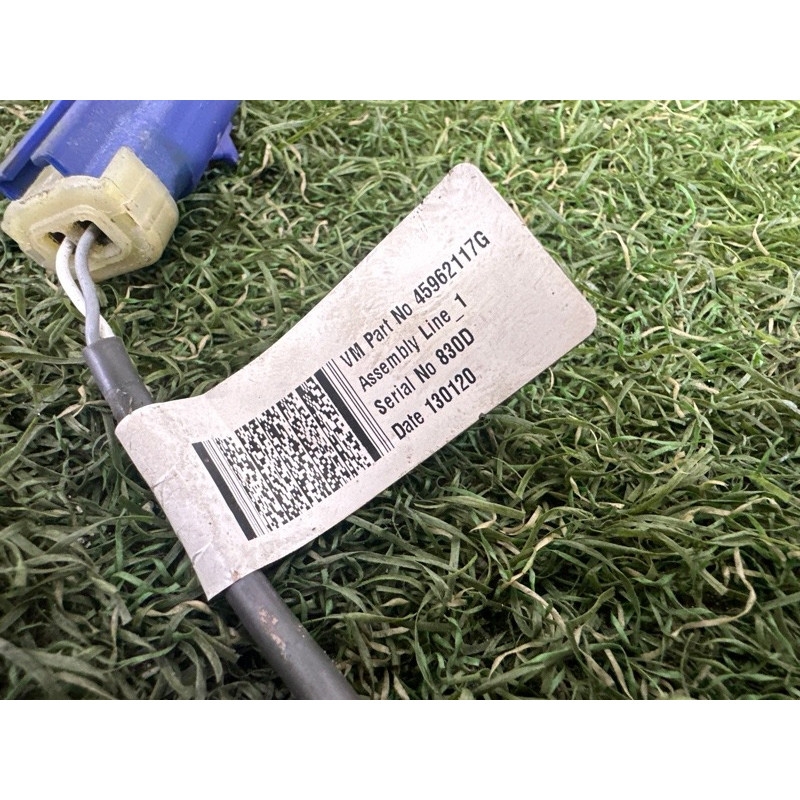 VM Part No 45962117G
Assembly Line_1
Serial No 830D
Date 130120